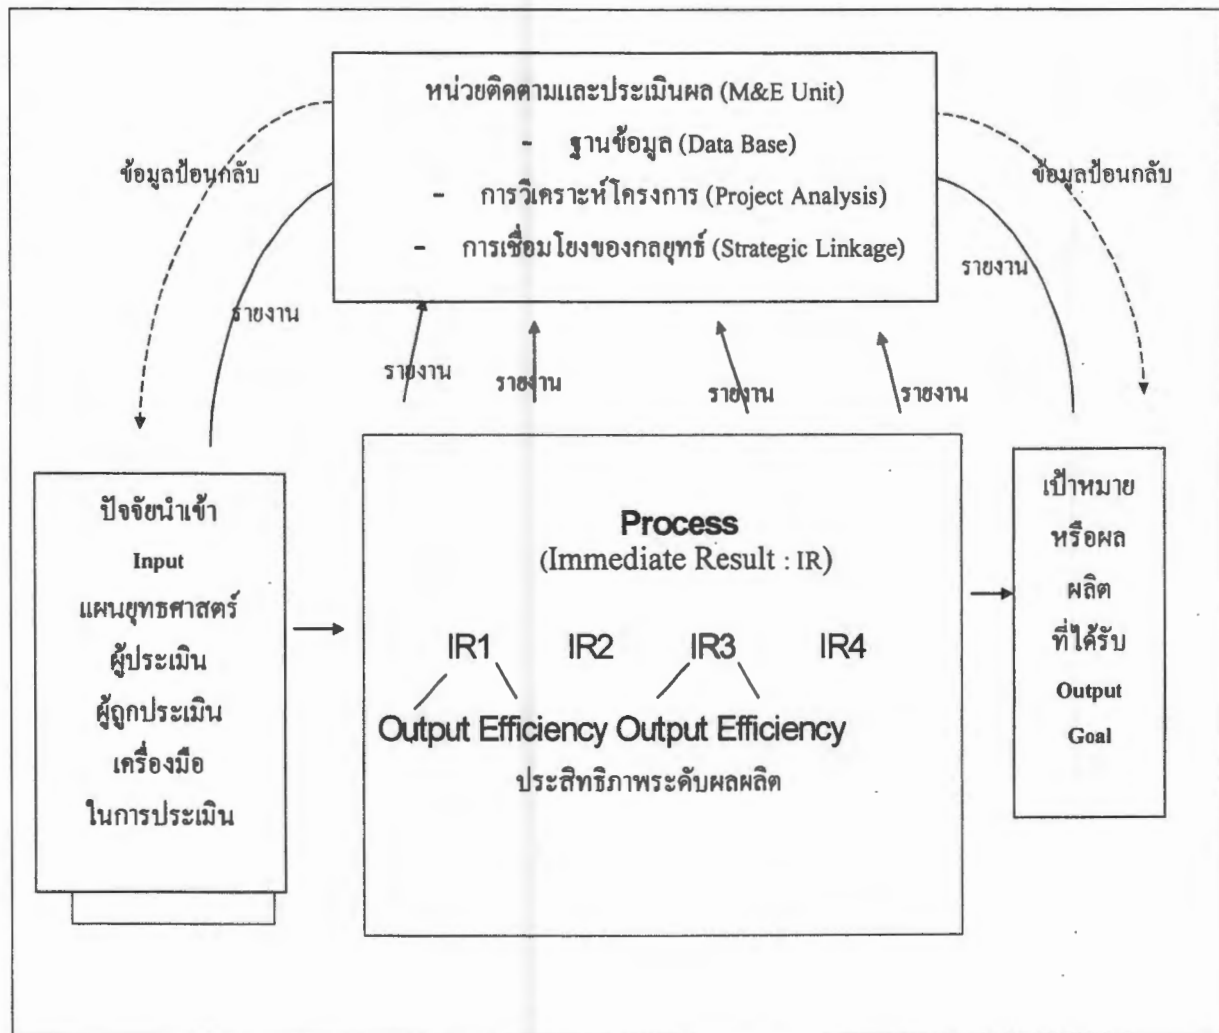 หน่วยติดตามและประเมินผล (M&E Unit)
- ฐานข้อมูล (Data Base)
- การวิเคราะห์โครงการ (Project Analysis)
- การเชื่อมโยงของกลยุทธ์ (Strategic Linkage)
ข้อมูลป้อนกลับ
ข้อมูลป้อนกลับ
รายงาน
รายงาน
รายงาน
รายงาน
รายงาน
รายงาน
ปัจจัยนำเข้า
Input
แผนยุทธศาสตร์
ผู้ประเมิน
ผู้ถูกประเมิน
เครื่องมือ
ในการประเมิน
Process
(Immediate Result : IR)
IR1 IR2 IR3 IR4
Output Efficiency Output Efficiency
ประสิทธิภาพระดับผลผลิต
เป้าหมาย
หรือผล
ผลิต
ที่ได้รับ
Output
Goal